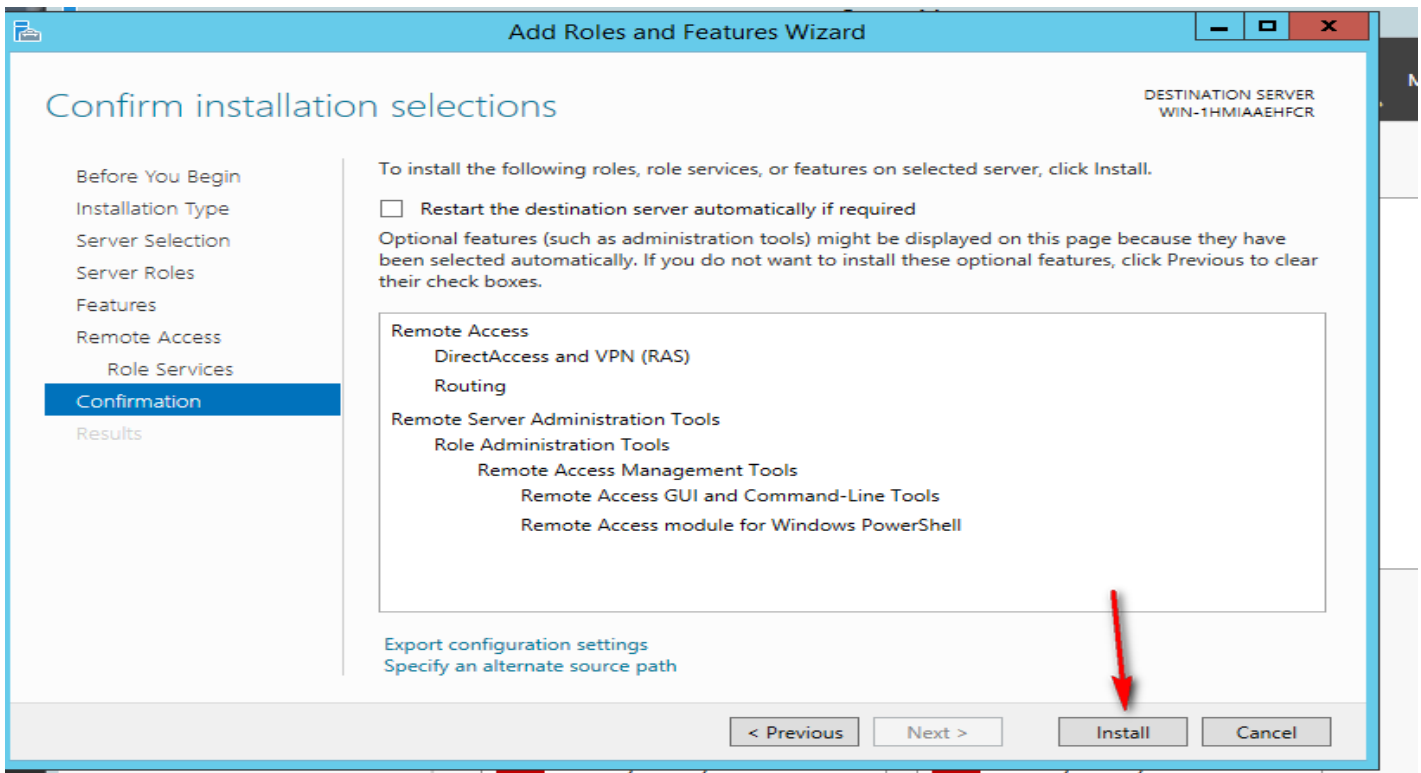 Add Roles and Features Wizard
Confirm installation selections
DESTINATION SERVER
WIN-1HMIAAEHFCR
Before You Begin
Installation Type
Server Selection
Server Roles
Features
Remote Access
Role Services
Confirmation
Results
To install the following roles, role services, or features on selected server, click Install.
Restart the destination server automatically if required
Optional features (such as administration tools) might be displayed on this page because they have
been selected automatically. If you do not want to install these optional features, click Previous to clear
their check boxes.
Remote Access
DirectAccess and VPN (RAS)
Routing
Remote Server Administration Tools
Role Administration Tools
Remote Access Management Tools
Remote Access GUI and Command-Line Tools
Remote Access module for Windows PowerShell
Export configuration settings
Specify an alternate source path
< Previous
Next >
Install
Cancel